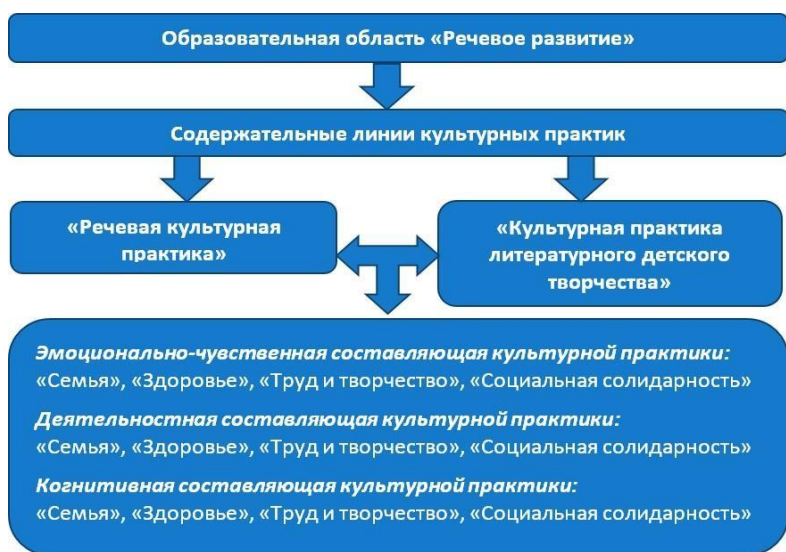 Образовательная область «Речевое развитие»
Содержательные линии культурных практик
«Речевая культурная
практика»
«Культурная практика
литературного детского
творчества»
Эмоционально-чувственная составляющая культурной практики:
«Семья», «Здоровье», «Труд и творчество», «Социальная солидарность»
Деятельностная составляющая культурной практики:
«Семья», «Здоровье», «Труд и творчество», «Социальная солидарность»
Когнитивная составляющая культурной практики:
«Семья», «Здоровье», «Труд и творчество», «Социальная солидарность»